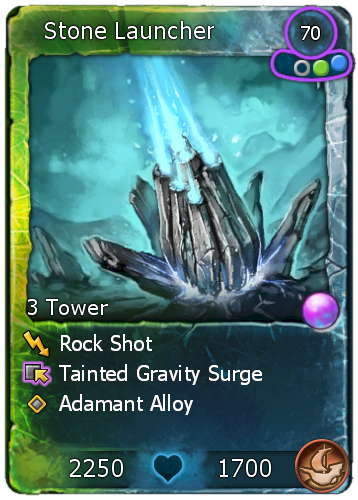 Stone Launcher
70
3 Tower
Rock Shot
Tainted Gravity Surge
Adamant Alloy
2250 1700